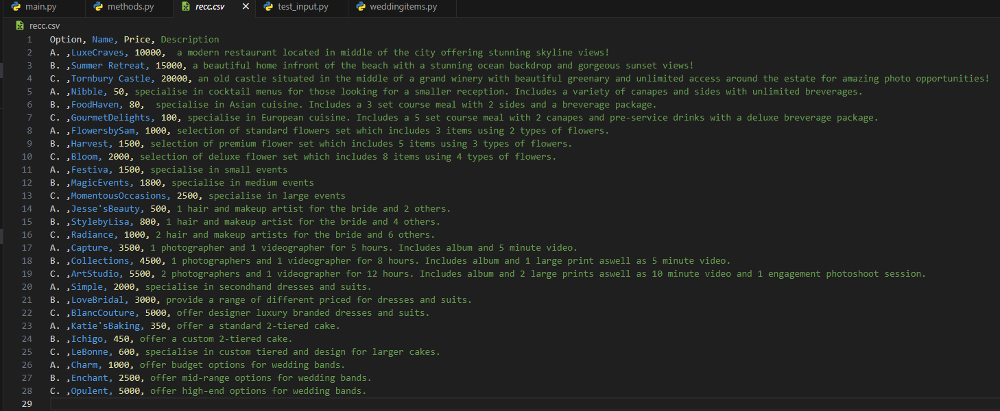 main.py methods.py recc.csv × test_input.py weddingitems.py
recc.csv
1 Option, Name, Price, Description
2 A. ,LuxeCraves, 10000,  a modern restaurant located in middle of the city offering stunning skyline views!
3 B. ,Summer Retreat, 15000, a beautiful home infront of the beach with a stunning ocean backdrop and gorgeous sunset views!
4 C. ,Tornbury Castle, 20000, an old castle situated in the middle of a grand winery with beautiful greenary and unlimited access around the estate for amazing photo opportunities!
5 A. ,Nibble, 50, specialise in cocktail menus for those looking for a smaller reception. Includes a variety of canapes and sides with unlimited breverages.
6 B. ,FoodHaven, 80,  specialise in Asian cuisine. Includes a 3 set course meal with 2 sides and a breverage package.
7 C. ,GourmetDelights, 100, specialise in European cuisine. Includes a 5 set course meal with 2 canapes and pre-service drinks with a deluxe breverage package.
8 A. ,FlowersbySam, 1000, selection of standard flowers set which includes 3 items using 2 types of flowers.
9 B. ,Harvest, 1500, selection of premium flower set which includes 5 items using 3 types of flowers.
10 C. ,Bloom, 2000, selection of deluxe flower set which includes 8 items using 4 types of flowers.
11 A. ,Festiva, 1500, specialise in small events
12 B. ,MagicEvents, 1800, specialise in medium events
13 C. ,MomentousOccasions, 2500, specialise in large events
14 A. ,Jesse'sBeauty, 500, 1 hair and makeup artist for the bride and 2 others.
15 B. ,StylebyLisa, 800, 1 hair and makeup artist for the bride and 4 others.
16 C. ,Radiance, 1000, 2 hair and makeup artists for the bride and 6 others.
17 A. ,Capture, 3500, 1 photographer and 1 videographer for 5 hours. Includes album and 5 minute video.
18 B. ,Collections, 4500, 1 photographers and 1 videographer for 8 hours. Includes album and 1 large print aswell as 5 minute video.
19 C. ,ArtStudio, 5500, 2 photographers and 1 videographer for 12 hours. Includes album and 2 large prints aswell as 10 minute video and 1 engagement photoshoot session.
20 A. ,Simple, 2000, specialise in secondhand dresses and suits.
21 B. ,LoveBridal, 3000, provide a range of different priced for dresses and suits.
22 C. ,BlancCouture, 5000, offer designer luxury branded dresses and suits.
23 A. ,Katie'sBaking, 350, offer a standard 2-tiered cake.
24 B. ,Ichigo, 450, offer a custom 2-tiered cake.
25 C. ,LeBonne, 600, specialise in custom tiered and design for larger cakes.
26 A. ,Charm, 1000, offer budget options for wedding bands.
27 B. ,Enchant, 2500, offer mid-range options for wedding bands.
28 C. ,Opulent, 5000, offer high-end options for wedding bands.
29